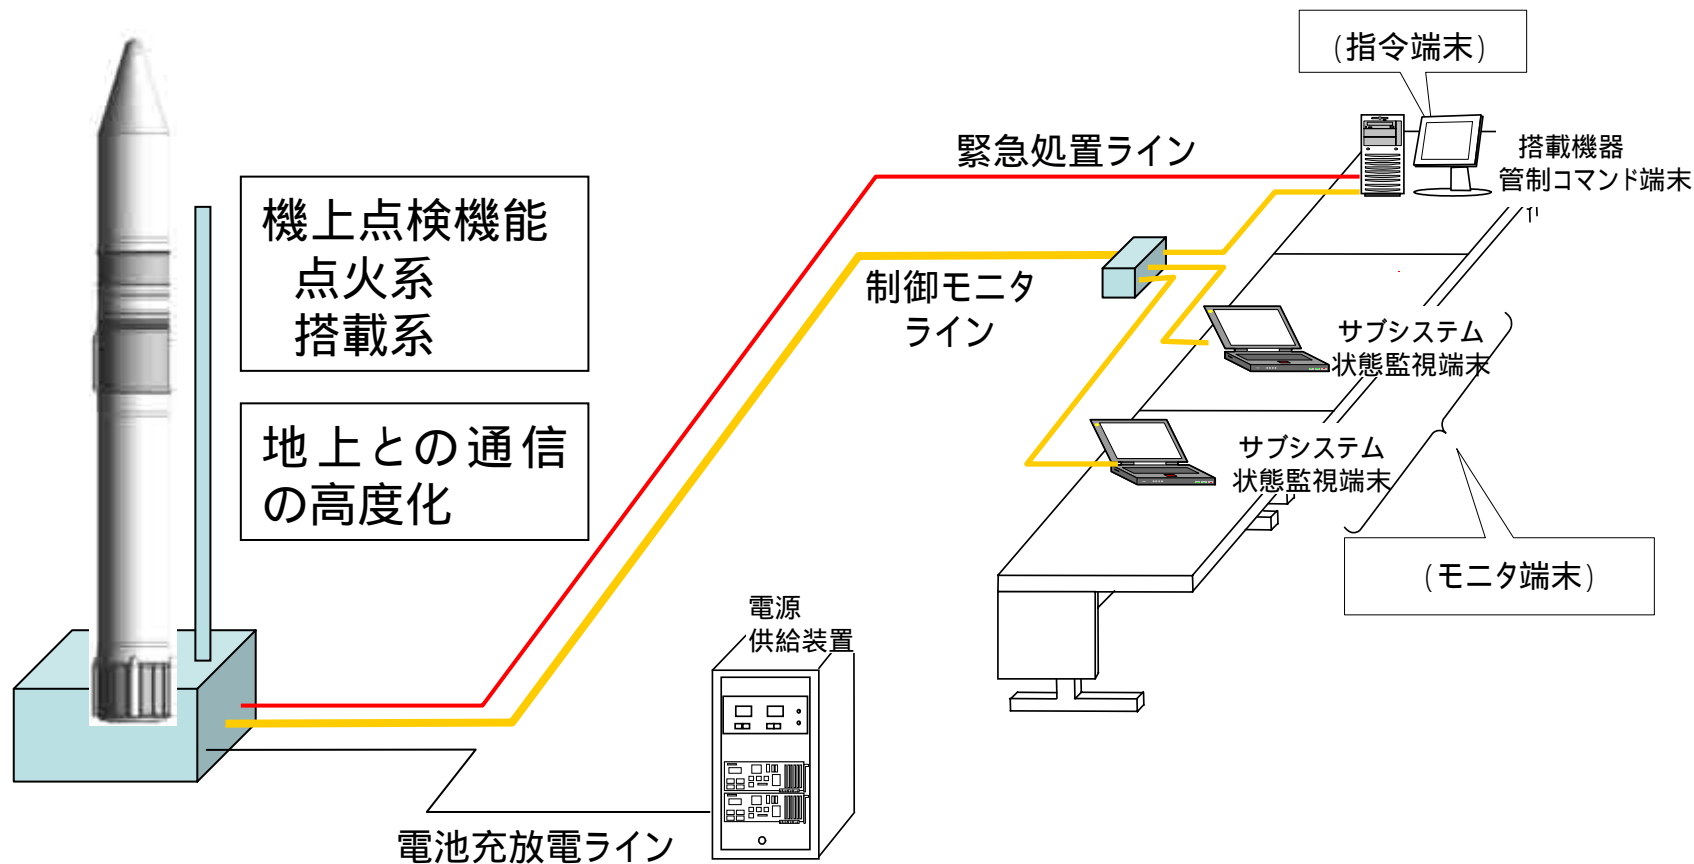 (指令端末)
緊急処置ライン
搭載機器
管制コマンド端末
機上点検機能
点火系
搭載系
制御モニタ
ライン
サブシステム
状態監視端末
地上との通信
の高度化
サブシステム
状態監視端末
(モニタ端末)
電源
供給装置
電池充放電ライン